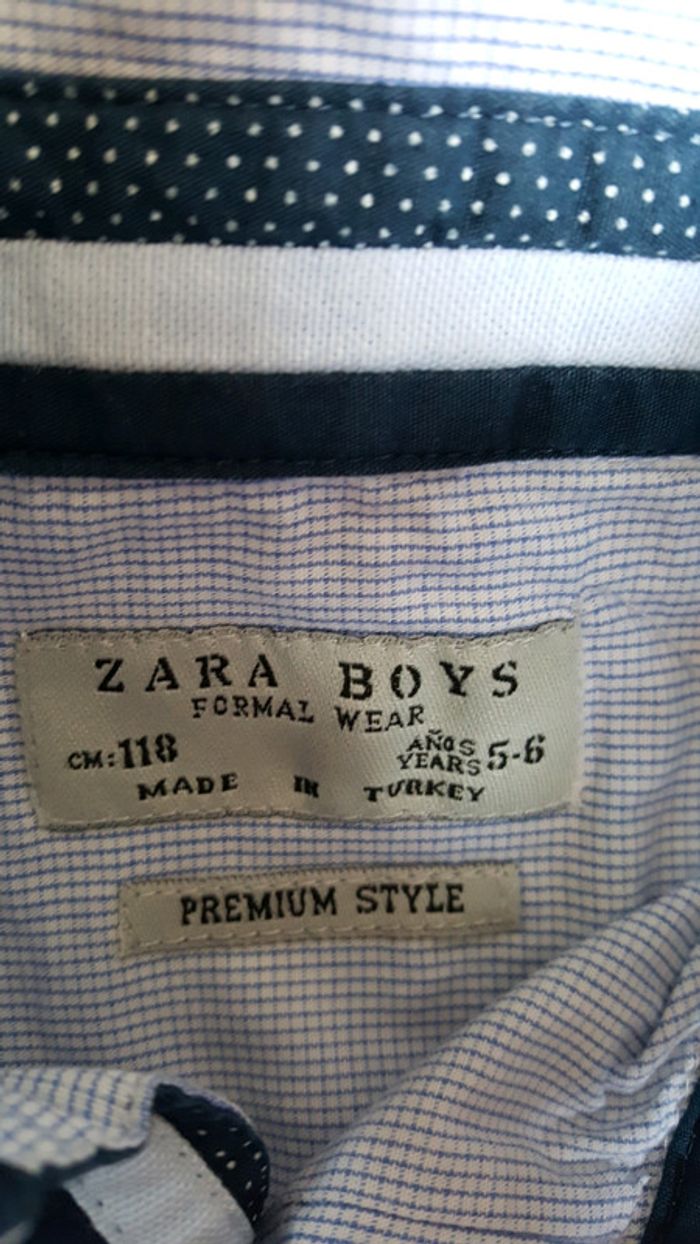 ZARA BOYS
FORMAL WEAR
CM:118 AÑOS YEARS 5-6
MADE IN TURKEY
PREMIUM STYLE